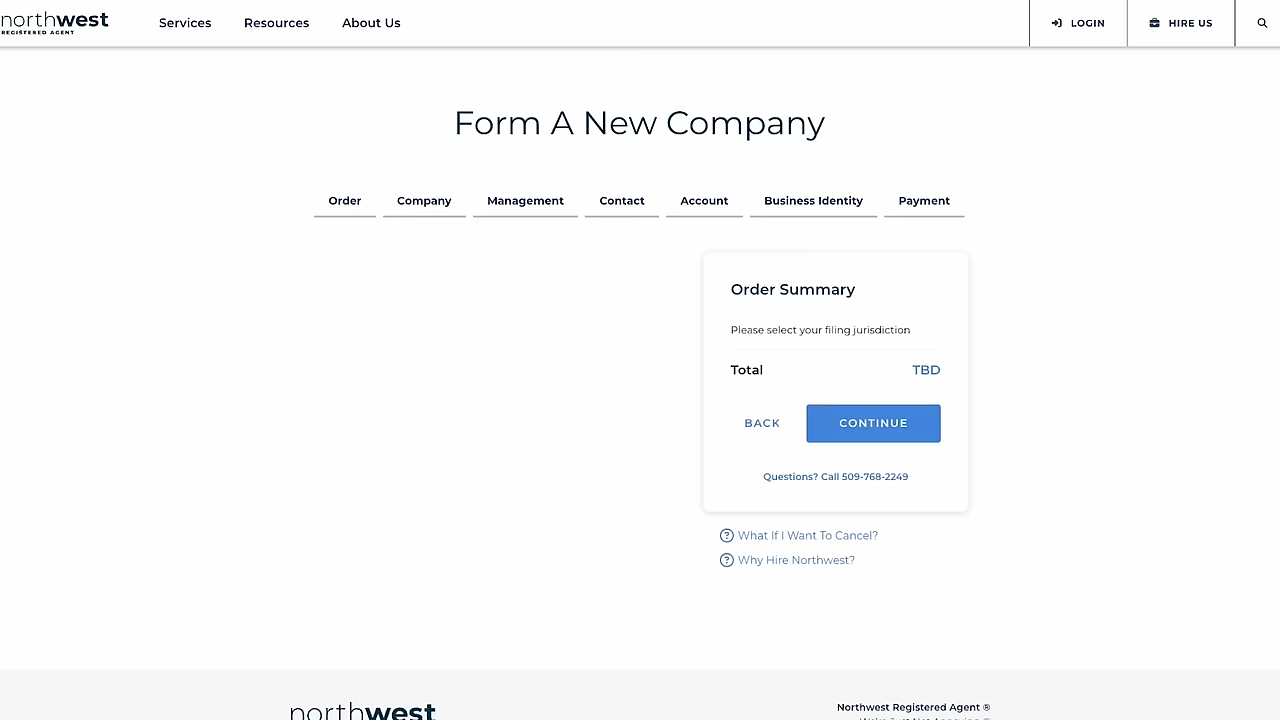 northwest
REGISTERED AGENT
Services
Resources
About Us
LOGIN
HIRE US
Form A New Company
Order
Company
Management
Contact
Account
Business Identity
Payment
Order Summary
Please select your filing jurisdiction
Total TBD
BACK
CONTINUE
Questions? Call 509-768-2249
? What If I Want To Cancel?
? Why Hire Northwest?
northwest
Northwest Registered Agent ®